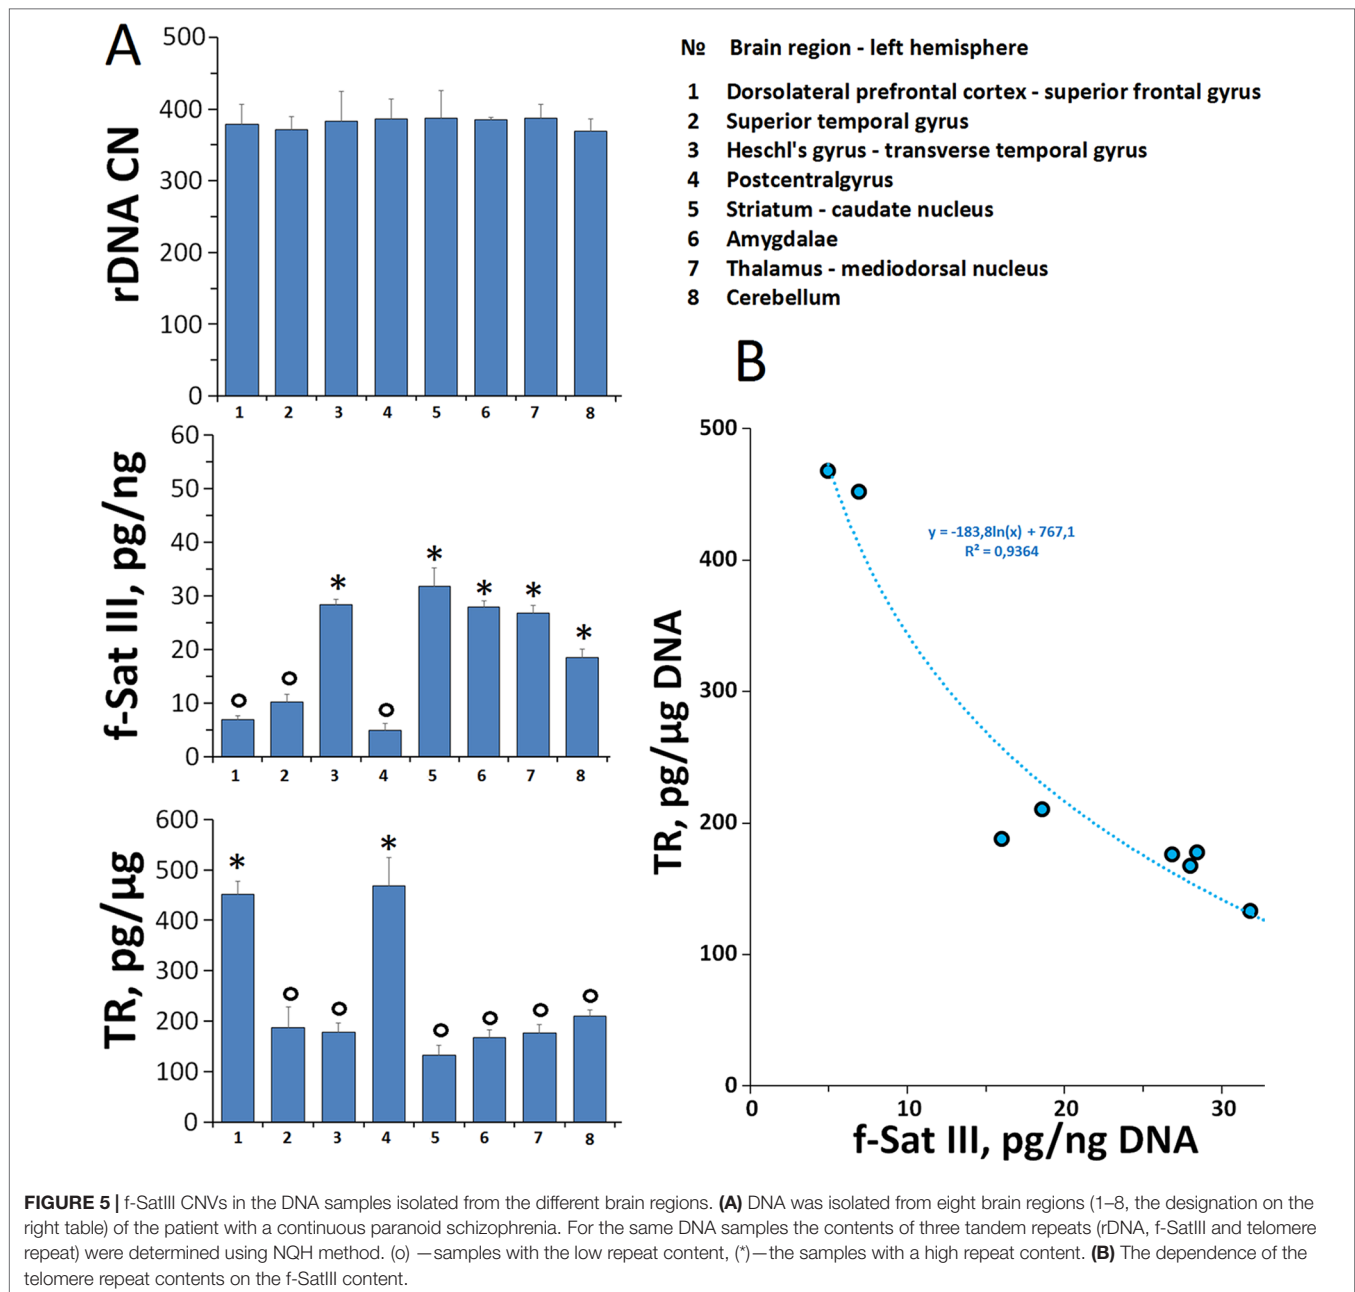 A
500
400
300
200
100
0
rDNA CN
1 2 3 4 5 6 7 8
№ Brain region - left hemisphere
1 Dorsolateral prefrontal cortex - superior frontal gyrus
2 Superior temporal gyrus
3 Heschl's gyrus - transverse temporal gyrus
4 Postcentralgyrus
5 Striatum - caudate nucleus
6 Amygdalae
7 Thalamus - mediodorsal nucleus
8 Cerebellum
60
50
40
30
20
10
0
f-Sat III, pg/ng
o o * o * * * *
1 2 3 4 5 6 7 8
600
500
400
300
200
100
0
TR, pg/µg
* o o * o o o o
1 2 3 4 5 6 7 8
B
500
400
300
200
100
0
TR, pg/µg DNA
y = -183,8ln(x) + 767,1
R² = 0,9364
0 10 20 30
f-Sat III, pg/ng DNA
FIGURE 5 | f-SatIII CNVs in the DNA samples isolated from the different brain regions. (A) DNA was isolated from eight brain regions (1–8, the designation on the
right table) of the patient with a continuous paranoid schizophrenia. For the same DNA samples the contents of three tandem repeats (rDNA, f-SatIII and telomere
repeat) were determined using NQH method. (o) —samples with the low repeat content, (*)—the samples with a high repeat content. (B) The dependence of the
telomere repeat contents on the f-SatIII content.